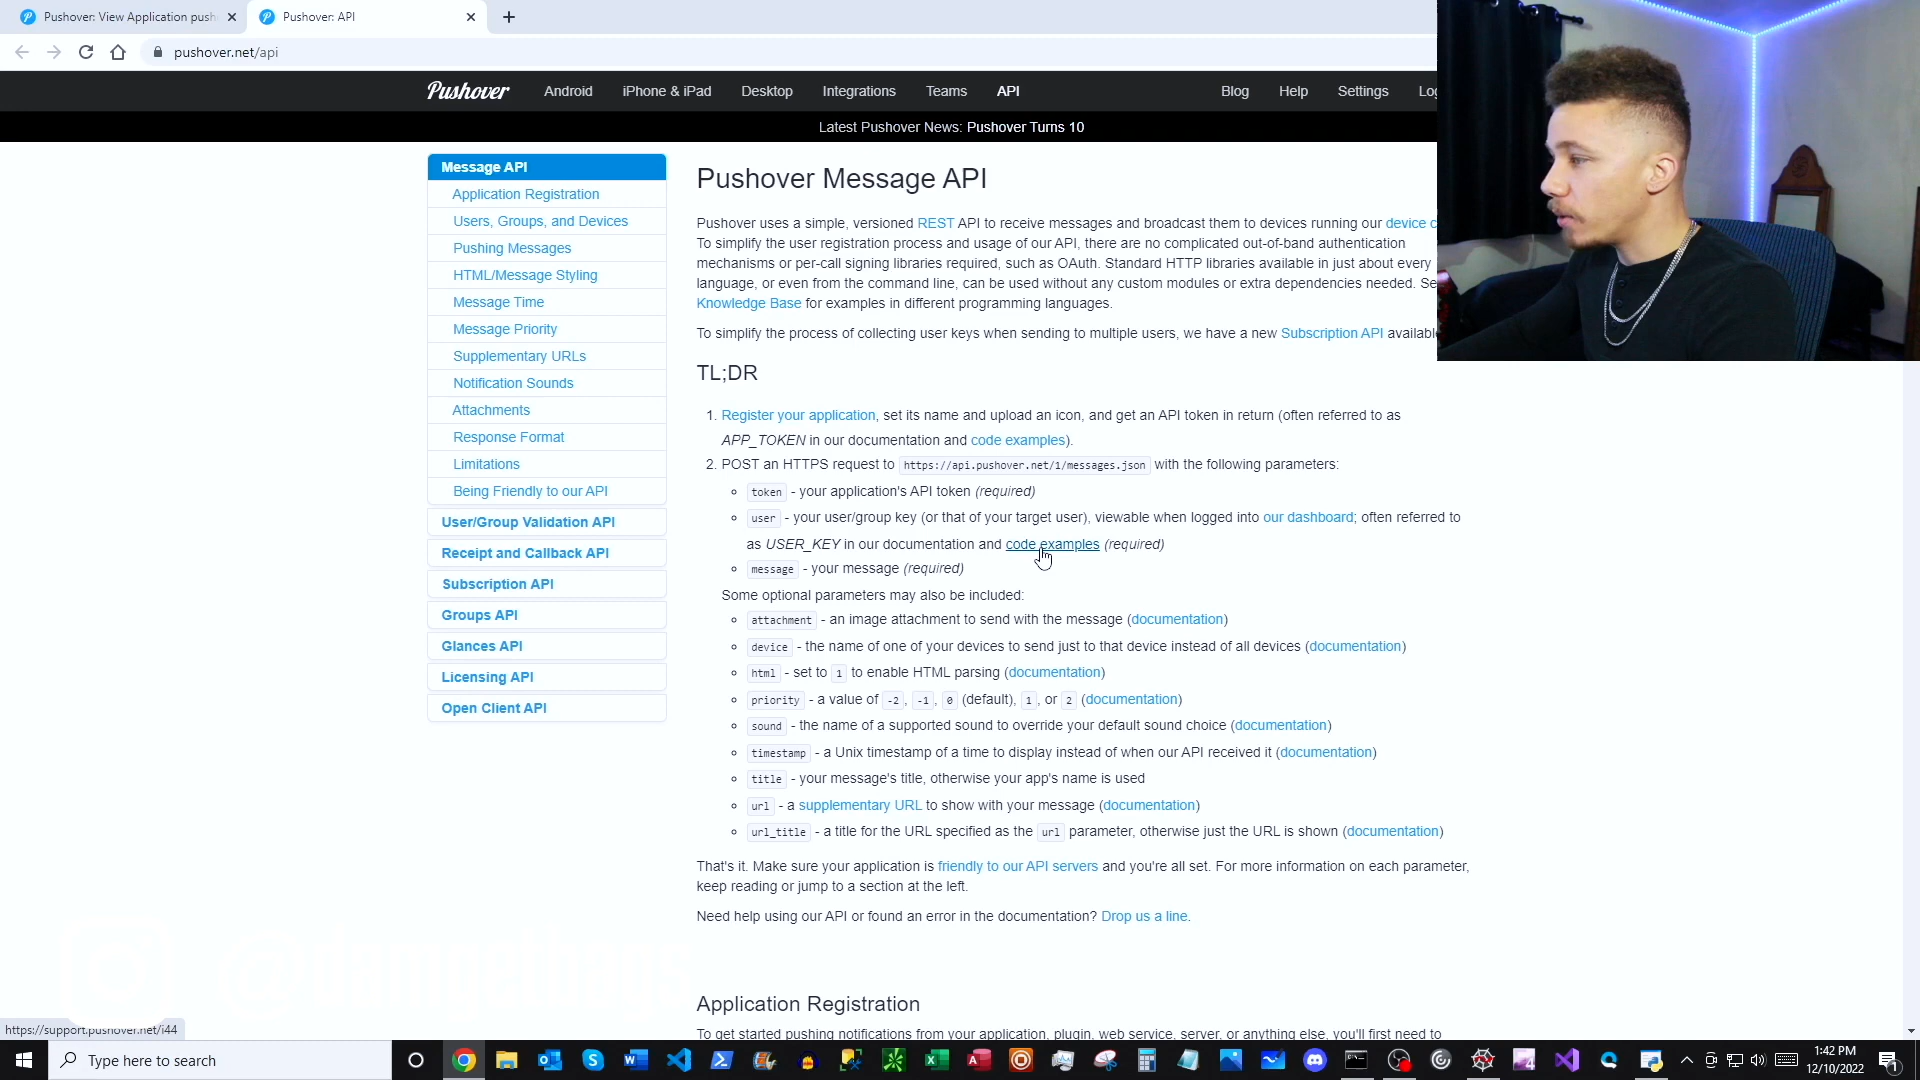 Pushover: View Application push
Pushover: API
pushover.net/api
Pushover
Android
iPhone & iPad
Desktop
Integrations
Teams
API
Blog
Help
Settings
Latest Pushover News: Pushover Turns 10
Message API
Application Registration
Users, Groups, and Devices
Pushing Messages
HTML/Message Styling
Message Time
Message Priority
Supplementary URLs
Notification Sounds
Attachments
Response Format
Limitations
Being Friendly to our API
User/Group Validation API
Receipt and Callback API
Subscription API
Groups API
Glances API
Licensing API
Open Client API
Pushover Message API
Pushover uses a simple, versioned REST API to receive messages and broadcast them to devices running our device c
To simplify the user registration process and usage of our API, there are no complicated out-of-band authentication
mechanisms or per-call signing libraries required, such as OAuth. Standard HTTP libraries available in just about every
language, or even from the command line, can be used without any custom modules or extra dependencies needed. Se
Knowledge Base for examples in different programming languages.
To simplify the process of collecting user keys when sending to multiple users, we have a new Subscription API availabl
TL;DR
1. Register your application, set its name and upload an icon, and get an API token in return (often referred to as
APP_TOKEN in our documentation and code examples).
2. POST an HTTPS request to https://api.pushover.net/1/messages.json with the following parameters:
token - your application's API token (required)
user - your user/group key (or that of your target user), viewable when logged into our dashboard; often referred to
as USER_KEY in our documentation and code examples (required)
message - your message (required)
Some optional parameters may also be included:
attachment - an image attachment to send with the message (documentation)
device - the name of one of your devices to send just to that device instead of all devices (documentation)
html - set to 1 to enable HTML parsing (documentation)
priority - a value of -2, -1, 0 (default), 1, or 2 (documentation)
sound - the name of a supported sound to override your default sound choice (documentation)
timestamp - a Unix timestamp of a time to display instead of when our API received it (documentation)
title - your message's title, otherwise your app's name is used
url - a supplementary URL to show with your message (documentation)
url_title - a title for the URL specified as the url parameter, otherwise just the URL is shown (documentation)
That's it. Make sure your application is friendly to our API servers and you're all set. For more information on each parameter,
keep reading or jump to a section at the left.
Need help using our API or found an error in the documentation? Drop us a line.
Application Registration
To get started pushing notifications from your application, plugin, web service, server, or anything else, you'll first need to
https://support.pushover.net/i44
Type here to search
1:42 PM
12/10/2022